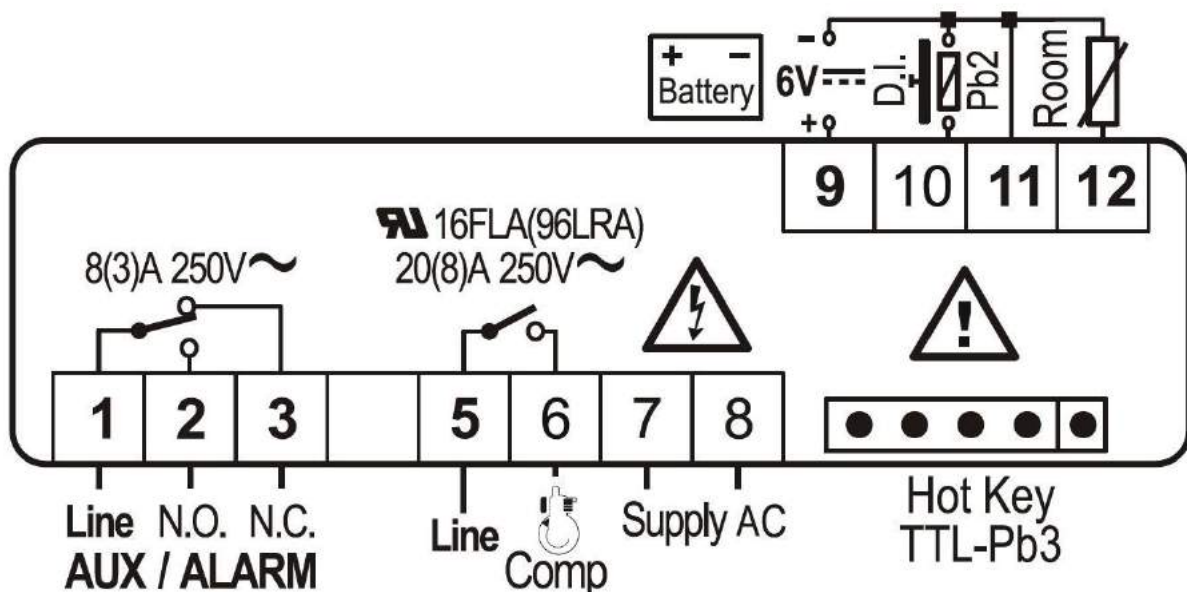 + −
Battery
-
6V
+
D.I.
Pb2
Room
9 10 11 12
8(3)A 250V~
RU 16FLA(96LRA)
20(8)A 250V~
1 2 3 5 6 7 8
Line N.O. N.C.
AUX / ALARM
Line
Comp
Supply AC
Hot Key
TTL-Pb3